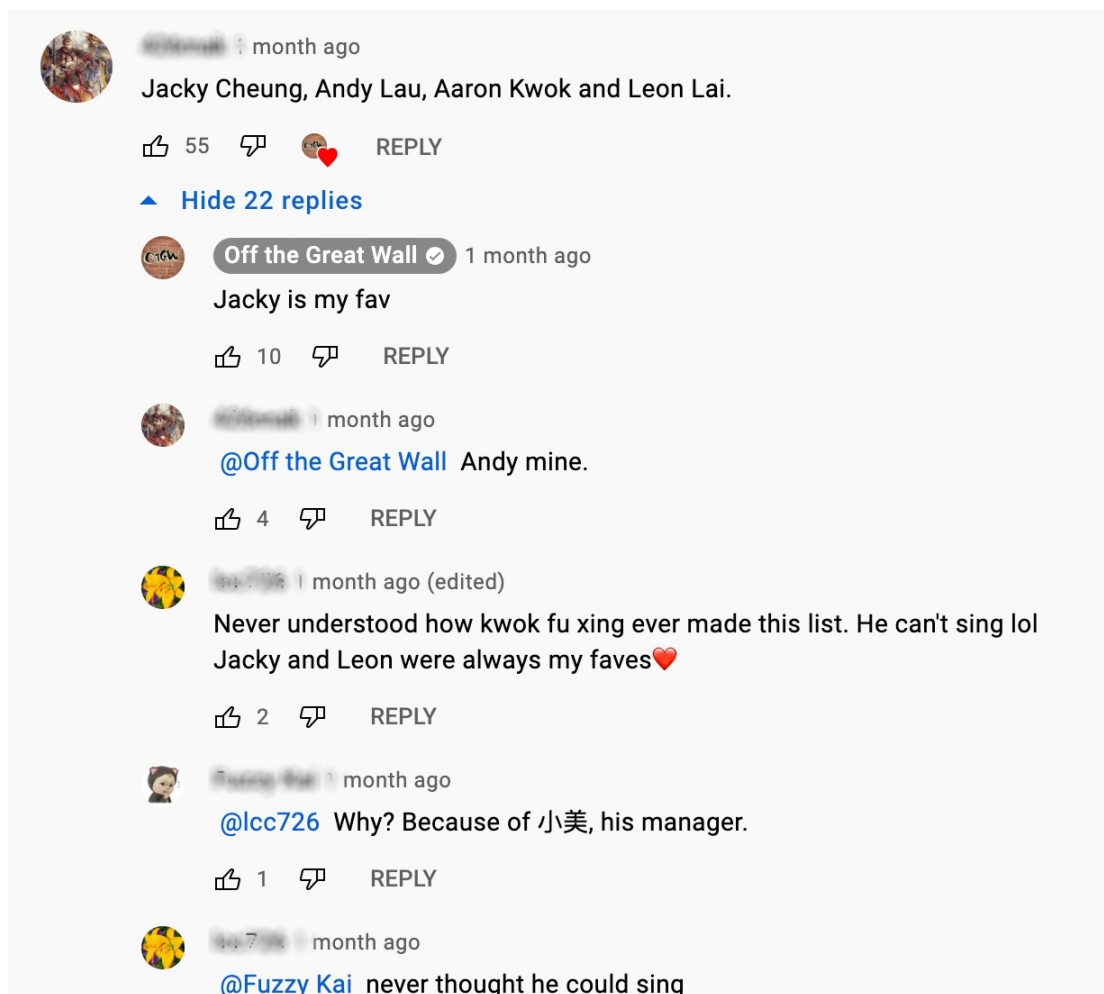 month ago
Jacky Cheung, Andy Lau, Aaron Kwok and Leon Lai.
55 REPLY
Hide 22 replies
OTGW
Off the Great Wall 1 month ago
Jacky is my fav
10 REPLY
month ago
@Off the Great Wall Andy mine.
4 REPLY
month ago (edited)
Never understood how kwok fu xing ever made this list. He can't sing lol
Jacky and Leon were always my faves❤️
2 REPLY
month ago
@lcc726 Why? Because of 小美, his manager.
1 REPLY
month ago
@Fuzzy Kai never thought he could sing